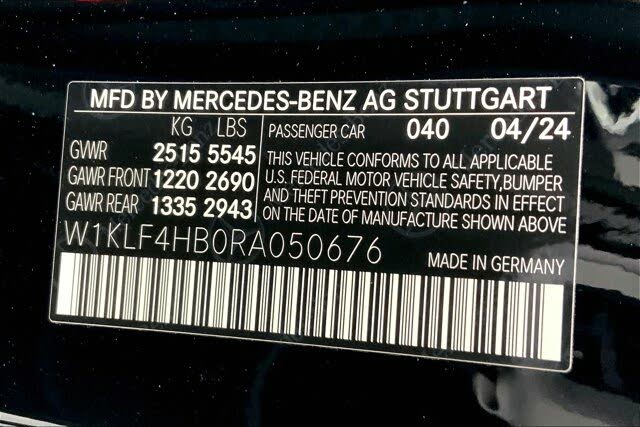 MFD BY MERCEDES-BENZ AG STUTTGART
KG LBS
GVWR 2515 5545
GAWR FRONT 1220 2690
GAWR REAR 1335 2943
PASSENGER CAR 040 04/24
THIS VEHICLE CONFORMS TO ALL APPLICABLE
U.S. FEDERAL MOTOR VEHICLE SAFETY,BUMPER
AND THEFT PREVENTION STANDARDS IN EFFECT
ON THE DATE OF MANUFACTURE SHOWN ABOVE
W1KLF4HB0RA050676
MADE IN GERMANY